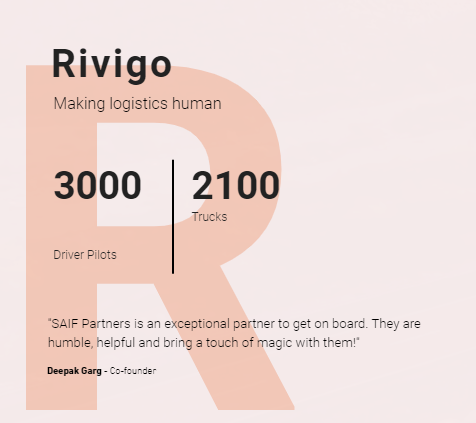 R
Rivigo
Making logistics human
3000
2100
Trucks
Driver Pilots
"SAIF Partners is an exceptional partner to get on board. They are
humble, helpful and bring a touch of magic with them!"
Deepak Garg - Co-founder